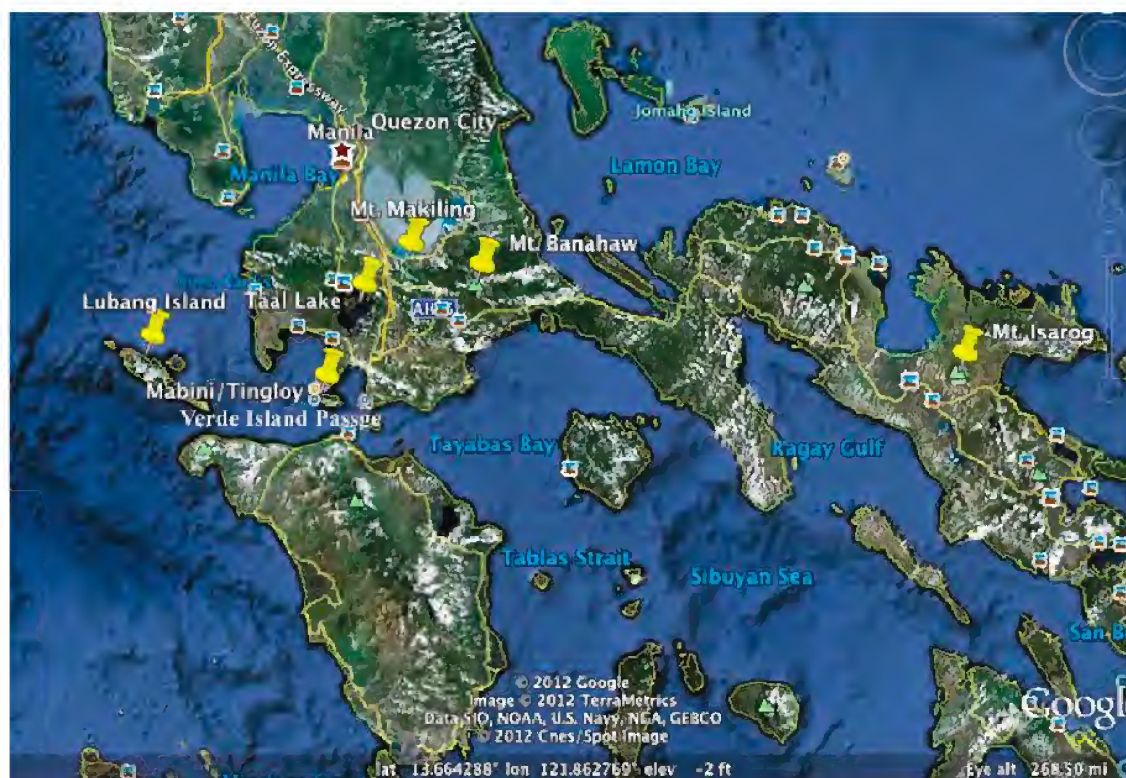 Luzon Expressway
Jomalig Island
Quezon City
Manila
Lamon Bay
Manila Bay
Mt. Makiling
Mt. Banahaw
Lubang Island
Taal Lake
Mt. Isarog
Mabini/Tingloy
Verde Island Passge
Tayabas Bay
Ragay Gulf
Tablas Strait
Sibuyan Sea
San B
© 2012 Google
Image © 2012 TerraMetrics
Data SIO, NOAA, U.S. Navy, NGA, GEBCO
© 2012 Cnes/Spot Image
Googl
lat 13.664288° lon 121.862769° elev -2 ft
Eye alt 268.50 mi